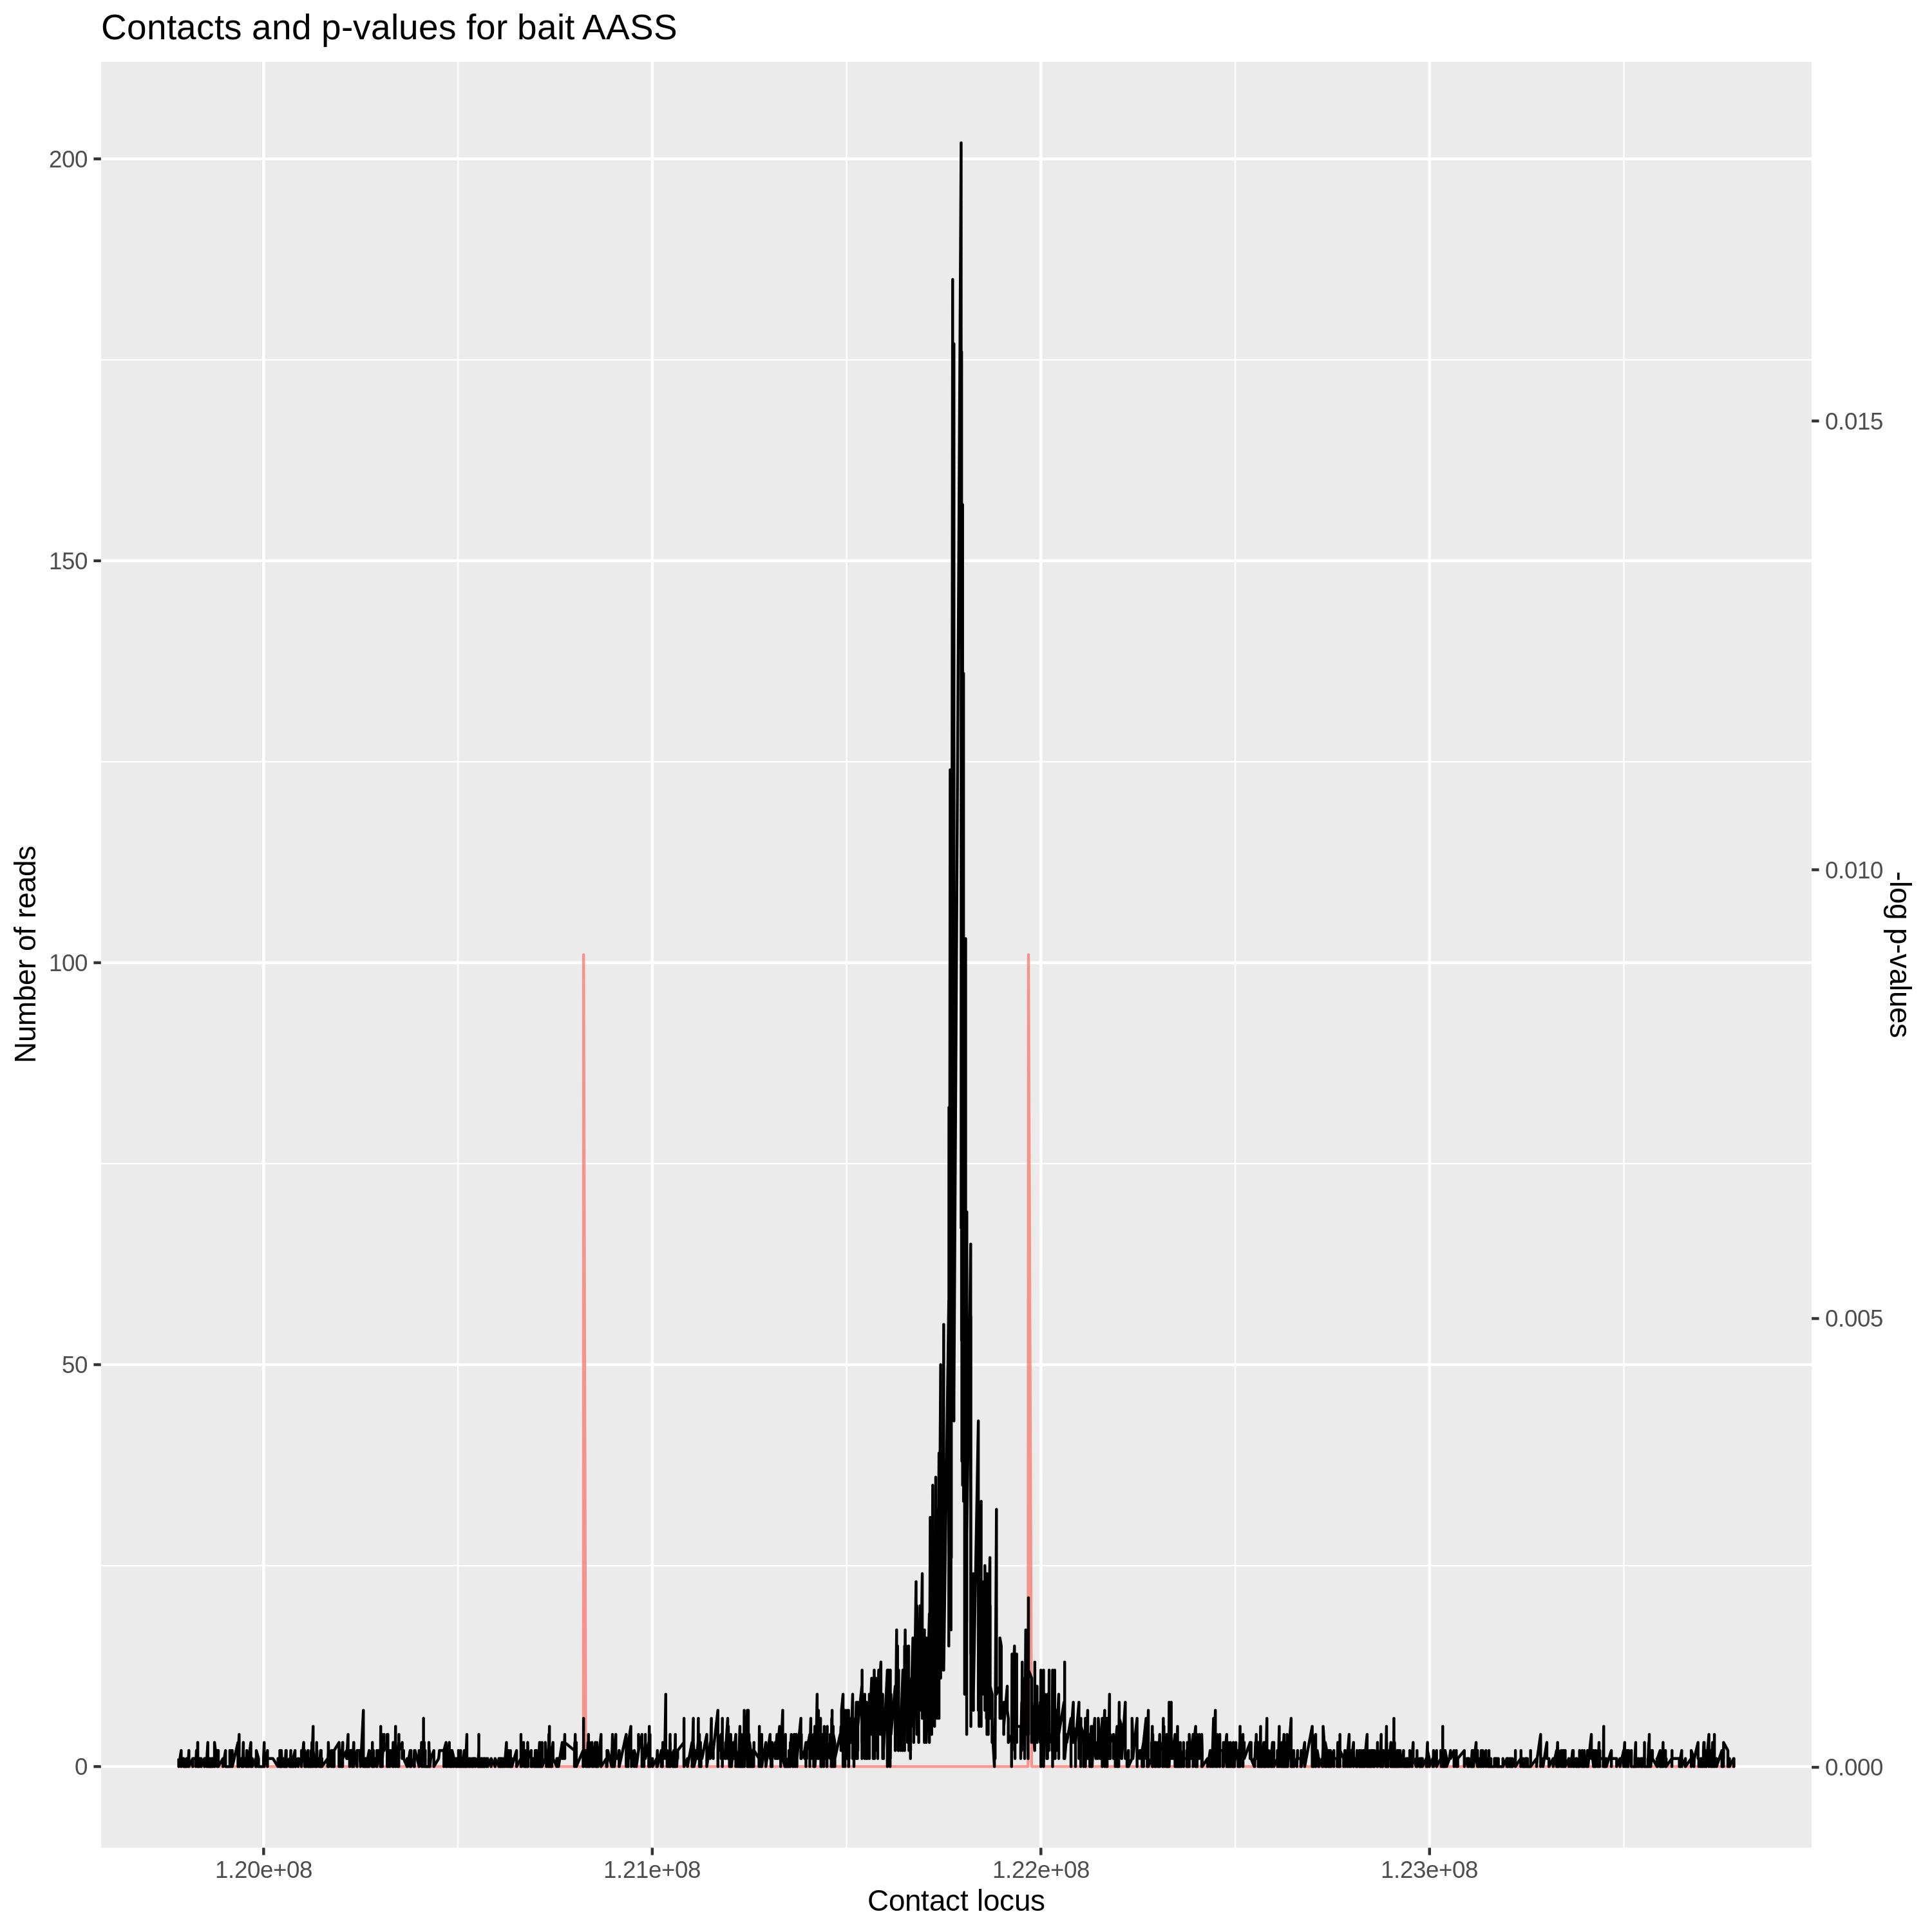 Contacts and p-values for bait AASS
200
150
100
50
0
Number of reads
0.015
0.010
0.005
0.000
-log p-values
1.20e+08
1.21e+08
1.22e+08
1.23e+08
Contact locus